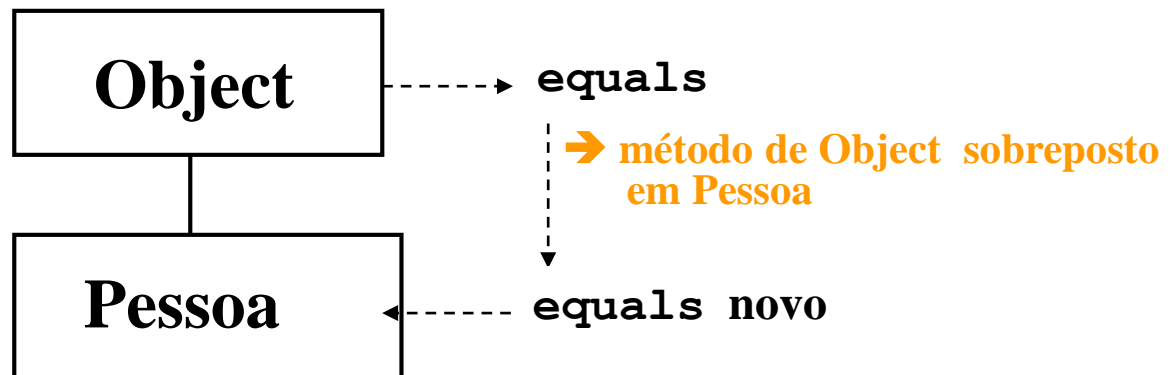 Object
equals
➔ método de Object sobreposto
em Pessoa
Pessoa
equals novo